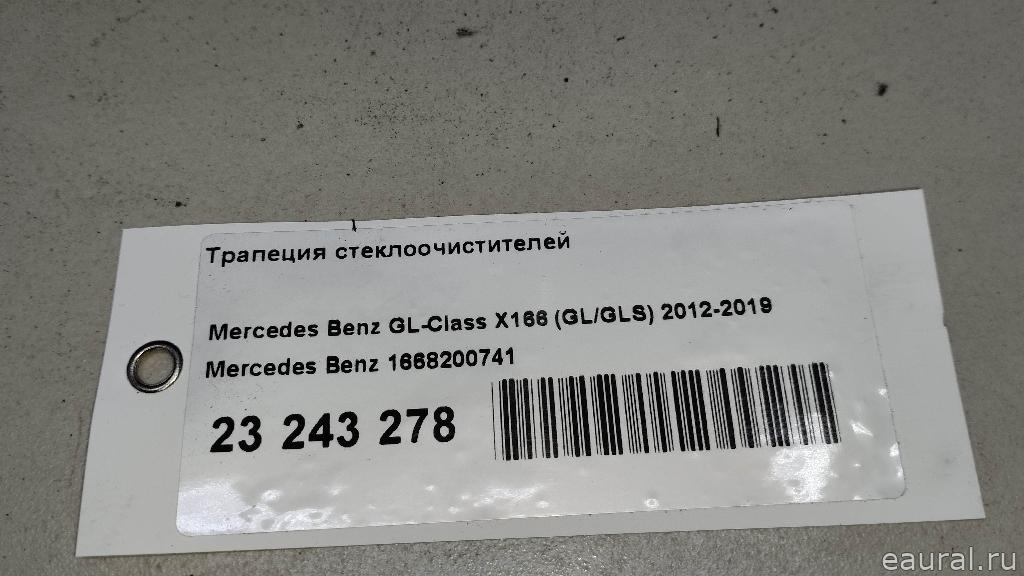 Трапеция стеклоочистителей
Mercedes Benz GL-Class X166 (GL/GLS) 2012-2019
Mercedes Benz 1668200741
23 243 278
eaural.ru